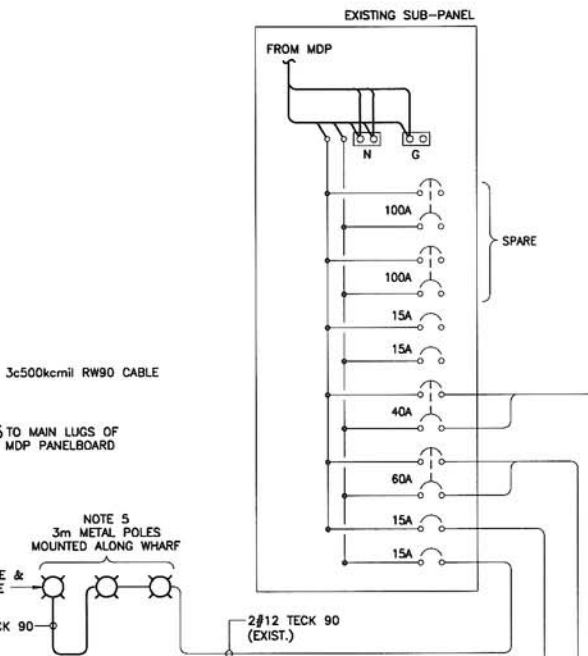 EXISTING SUB-PANEL
FROM MDP
N
G
100A
SPARE
100A
15A
15A
3c500kcmil RW90 CABLE
40A
TO MAIN LUGS OF
MDP PANELBOARD
60A
NOTE 5
3m METAL POLES
MOUNTED ALONG WHARF
15A
15A
&
90
2#12 TECK 90
(EXIST.)